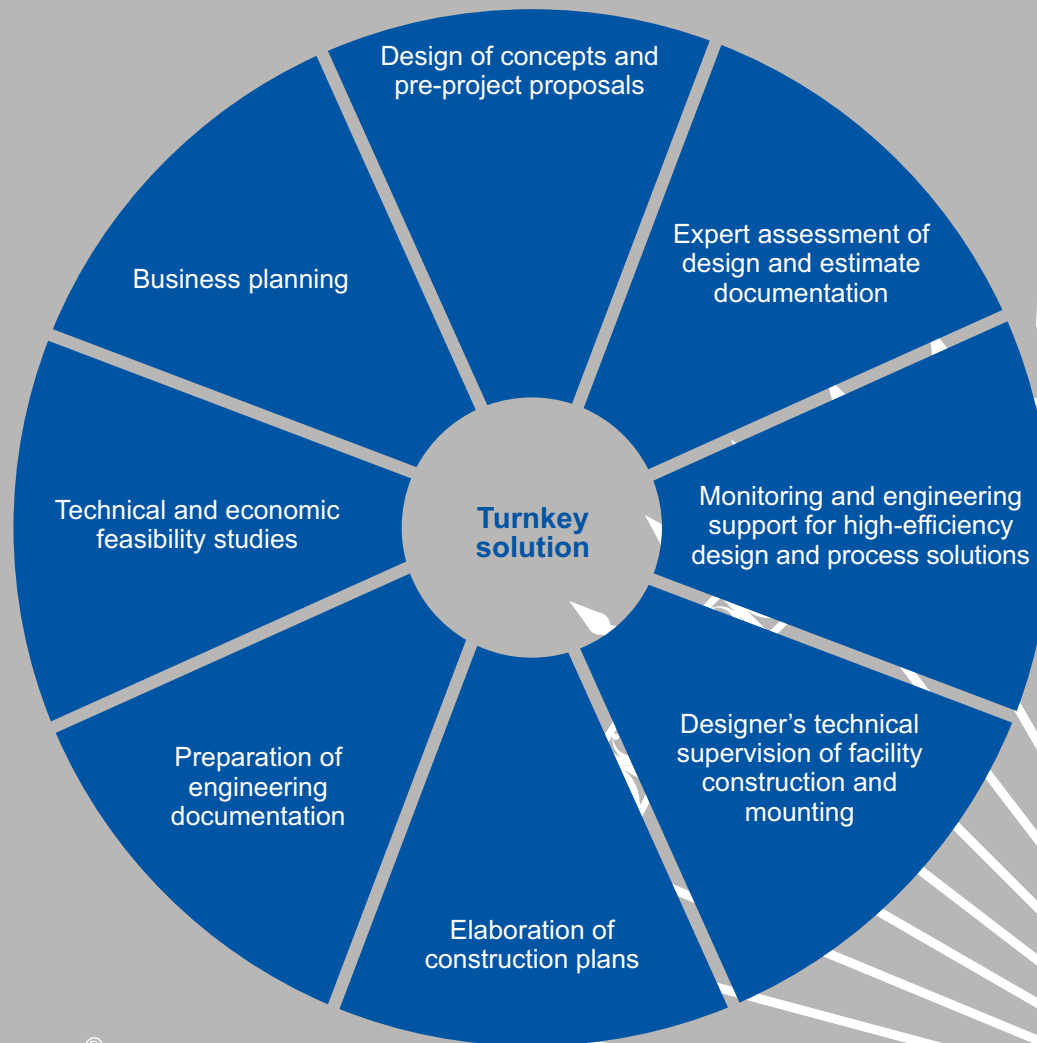 Design of concepts and
pre-project proposals
Expert assessment of
design and estimate
documentation
Business planning
Monitoring and engineering
support for high-efficiency
design and process solutions
Technical and economic
feasibility studies
Turnkey
solution
Designer's technical
supervision of facility
construction and
mounting
Preparation of
engineering
documentation
Elaboration of
construction plans
®